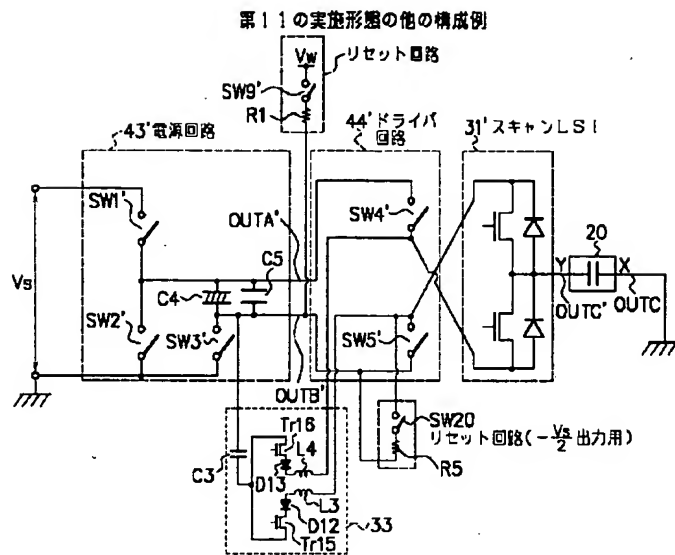 第11の実施形態の他の構成例
リセット回路
Vw
SW9'
R1
43'電源回路
44'ドライバ
回路
31'スキャンLSI
SW1'
OUTA'
SW4'
C5
C4
Vs
20
Y
X
OUTC
OUTC'
SW2'
SW3'
SW5'
OUTB'
Tr16
L4
SW20
リセット回路(-Vs/2 出力用)
R5
C3
D13
L3
D12
Tr15
33